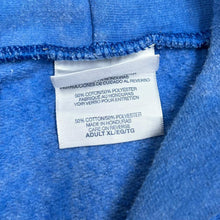 HONDURAS
INSTRUCCIONES DE CUIDADO AL REVERSO
50% COTTON/50% POLYESTER
FABRIQUÉ AU HONDURAS
VOIR VERSO POUR ENTRETIEN
50% COTTON/50% POLYESTER
MADE IN HONDURAS
CARE ON REVERSE
ADULT XL/EG/TG